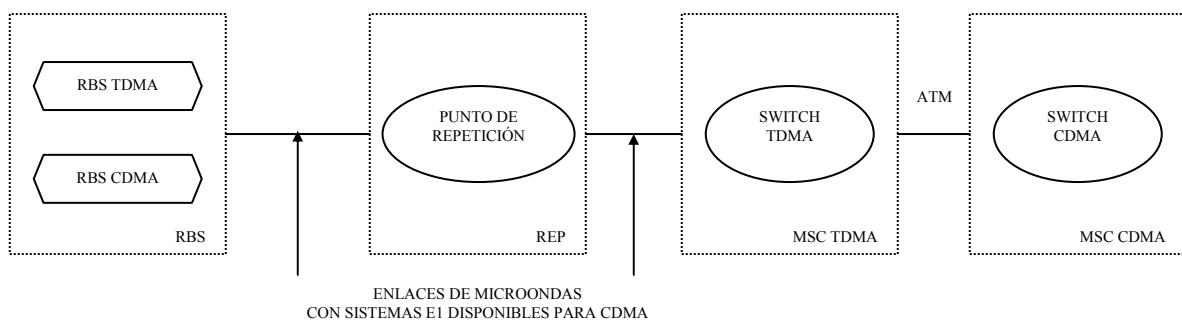 RBS TDMA
RBS CDMA
RBS
PUNTO DE
REPETICIÓN
REP
SWITCH
TDMA
MSC TDMA
ATM
SWITCH
CDMA
MSC CDMA
ENLACES DE MICROONDAS
CON SISTEMAS E1 DISPONIBLES PARA CDMA